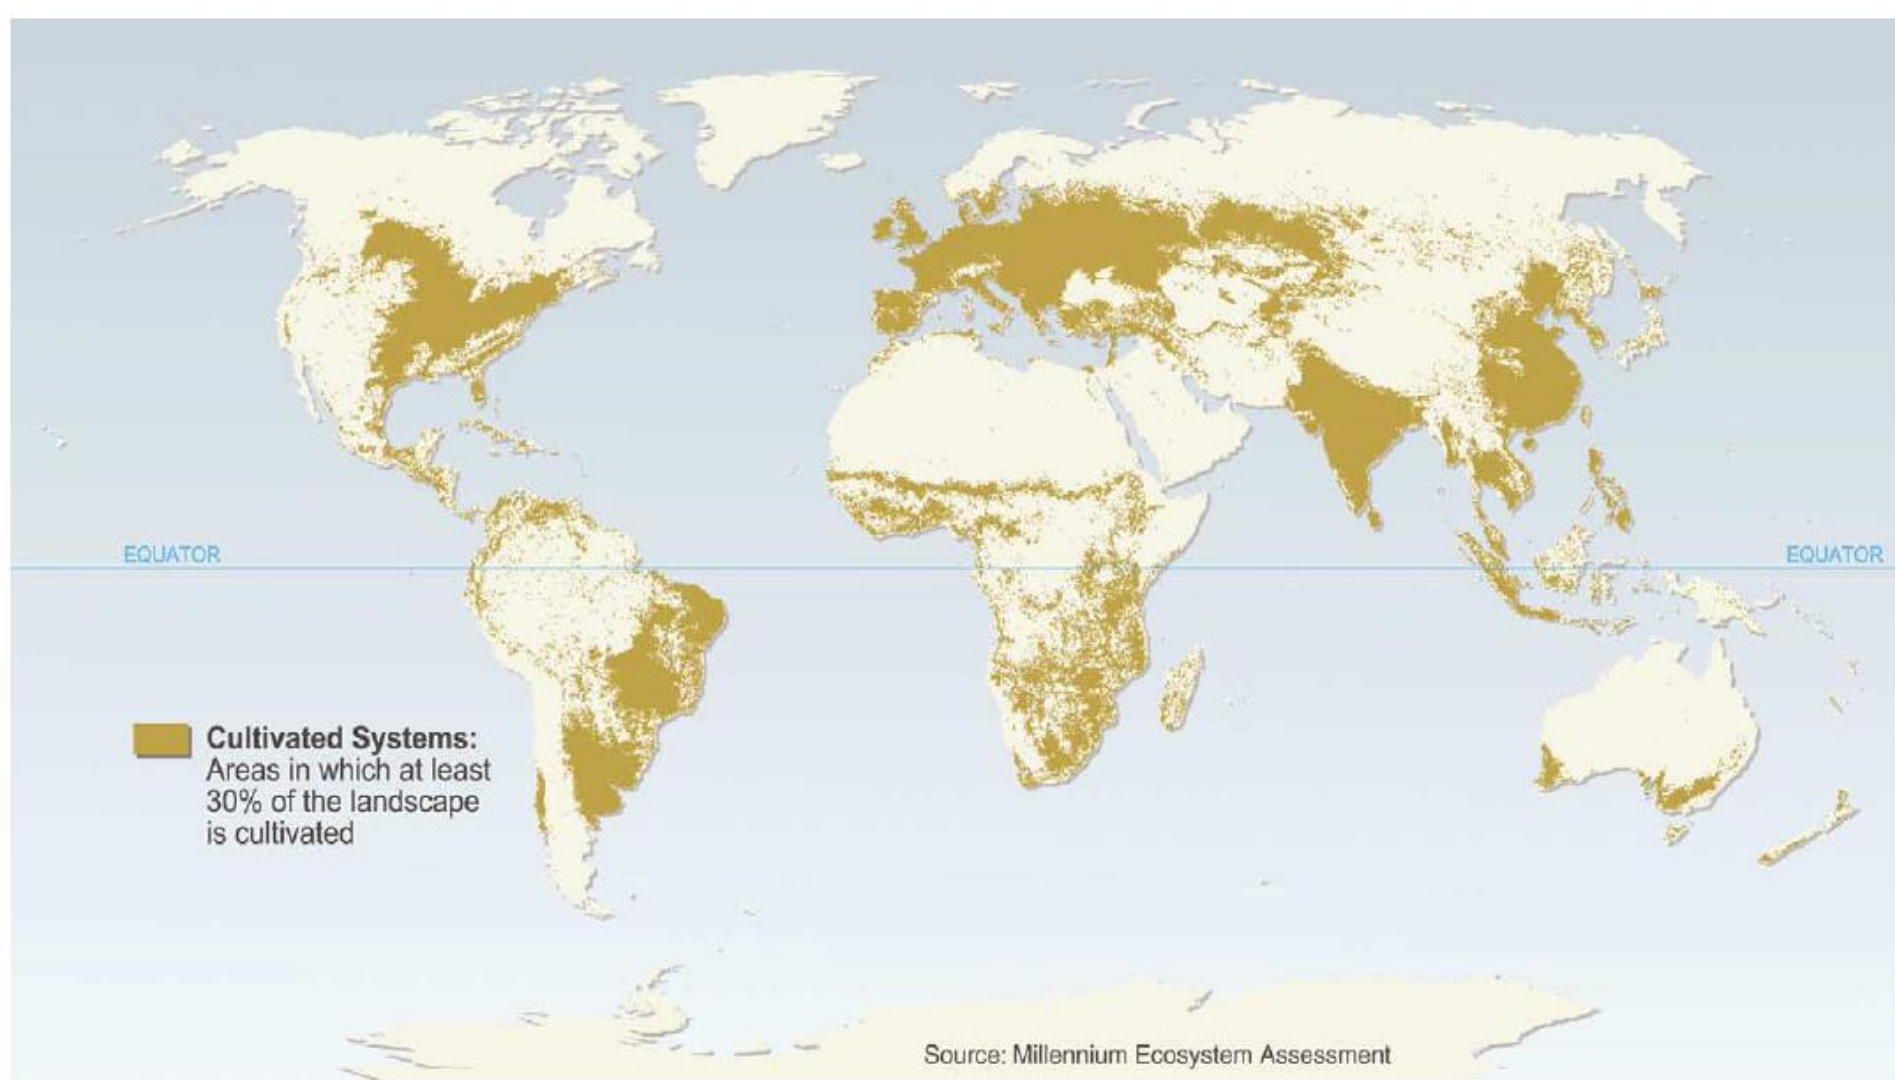 EQUATOR
EQUATOR
Cultivated Systems:
Areas in which at least
30% of the landscape
is cultivated
Source: Millennium Ecosystem Assessment